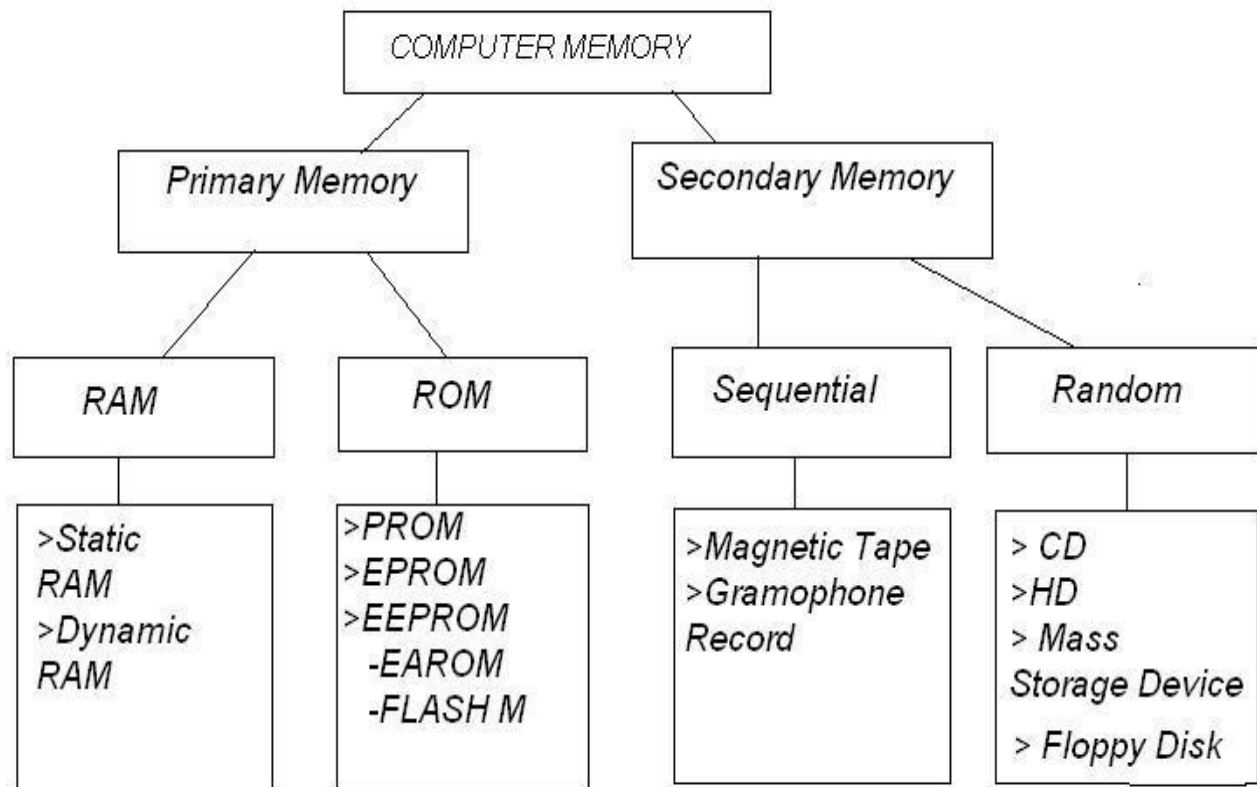 COMPUTER MEMORY
Primary Memory
Secondary Memory
RAM
ROM
Sequential
Random
>Static
RAM
>Dynamic
RAM
>PROM
>EPROM
>EEPROM
-EAROM
-FLASH M
>Magnetic Tape
>Gramophone
Record
> CD
>HD
> Mass
Storage Device
> Floppy Disk